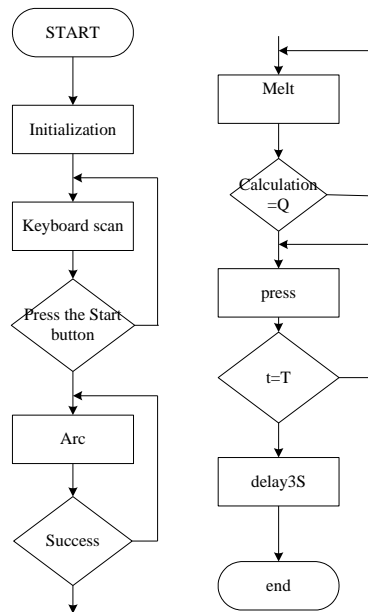 START
Initialization
Keyboard scan
Press the Start
button
Arc
Success
Melt
Calculation
=Q
press
t=T
delay3S
end